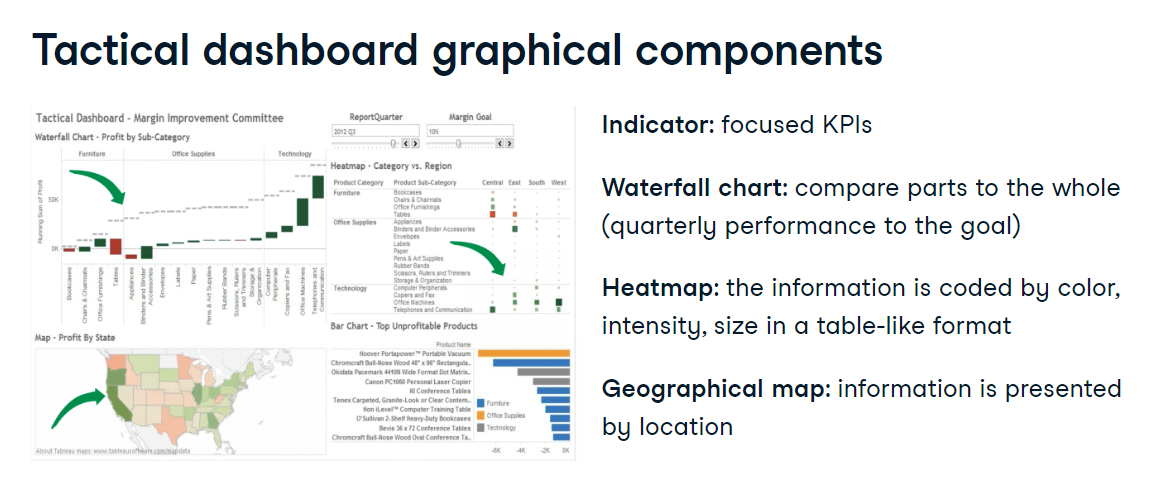 Tactical dashboard graphical components
Tactical Dashboard - Margin Improvement Committee
Waterfall Chart - Profit by Sub-Category
Furniture
Office Supplies
Technology
Running Sum of Profit
50K
0K
Bookcases
Chairs & Chairmats
Office Furnishings
Tables
Appliances
Binders and Binder
Accessories
Envelopes
Labels
Paper
Pens & Art Supplies
Rubber Bands
Scissors, Rulers
and Trimmers
Storage &
Organization
Computer
Peripherals
Copiers and Fax
Office Machines
Telephones and
Communication
ReportQuarter
Margin Goal
2012 Q3
10%
Heatmap - Category vs. Region
Product Category
Product Sub-Category
Central
East
South
West
Furniture
Bookcases
Chairs & Chairmats
Office Furnishings
Tables
Office Supplies
Appliances
Binders and Binder Accessories
Envelopes
Labels
Paper
Pens & Art Supplies
Rubber Bands
Scissors, Rulers and Trimmers
Storage & Organization
Technology
Computer Peripherals
Copiers and Fax
Office Machines
Telephones and Communication
Map - Profit By State
About Tableau maps: www.tableausoftware.com/mapdata
Bar Chart - Top Unprofitable Products
Product Name
Hoover Portapower™ Portable Vacuum
Chromcraft Bull-Nose Wood 48" x 96" Rectangula..
Okidata Pacemark 4410N Wide Format Dot Matrix..
Canon PC1060 Personal Laser Copier
BI Conference Tables
Tenex Carpeted, Granite-Look or Clear Contem..
Bon iLevel™ Computer Training Table
O'Sullivan 2-Shelf Heavy-Duty Bookcases
Bevis 36 x 72 Conference Tables
Chromcraft Bull-Nose Wood Oval Conference Ta..
Furniture
Office Supplies
Technology
-6K
-4K
-2K
0K
Indicator: focused KPIs
Waterfall chart: compare parts to the whole
(quarterly performance to the goal)
Heatmap: the information is coded by color,
intensity, size in a table-like format
Geographical map: information is presented
by location